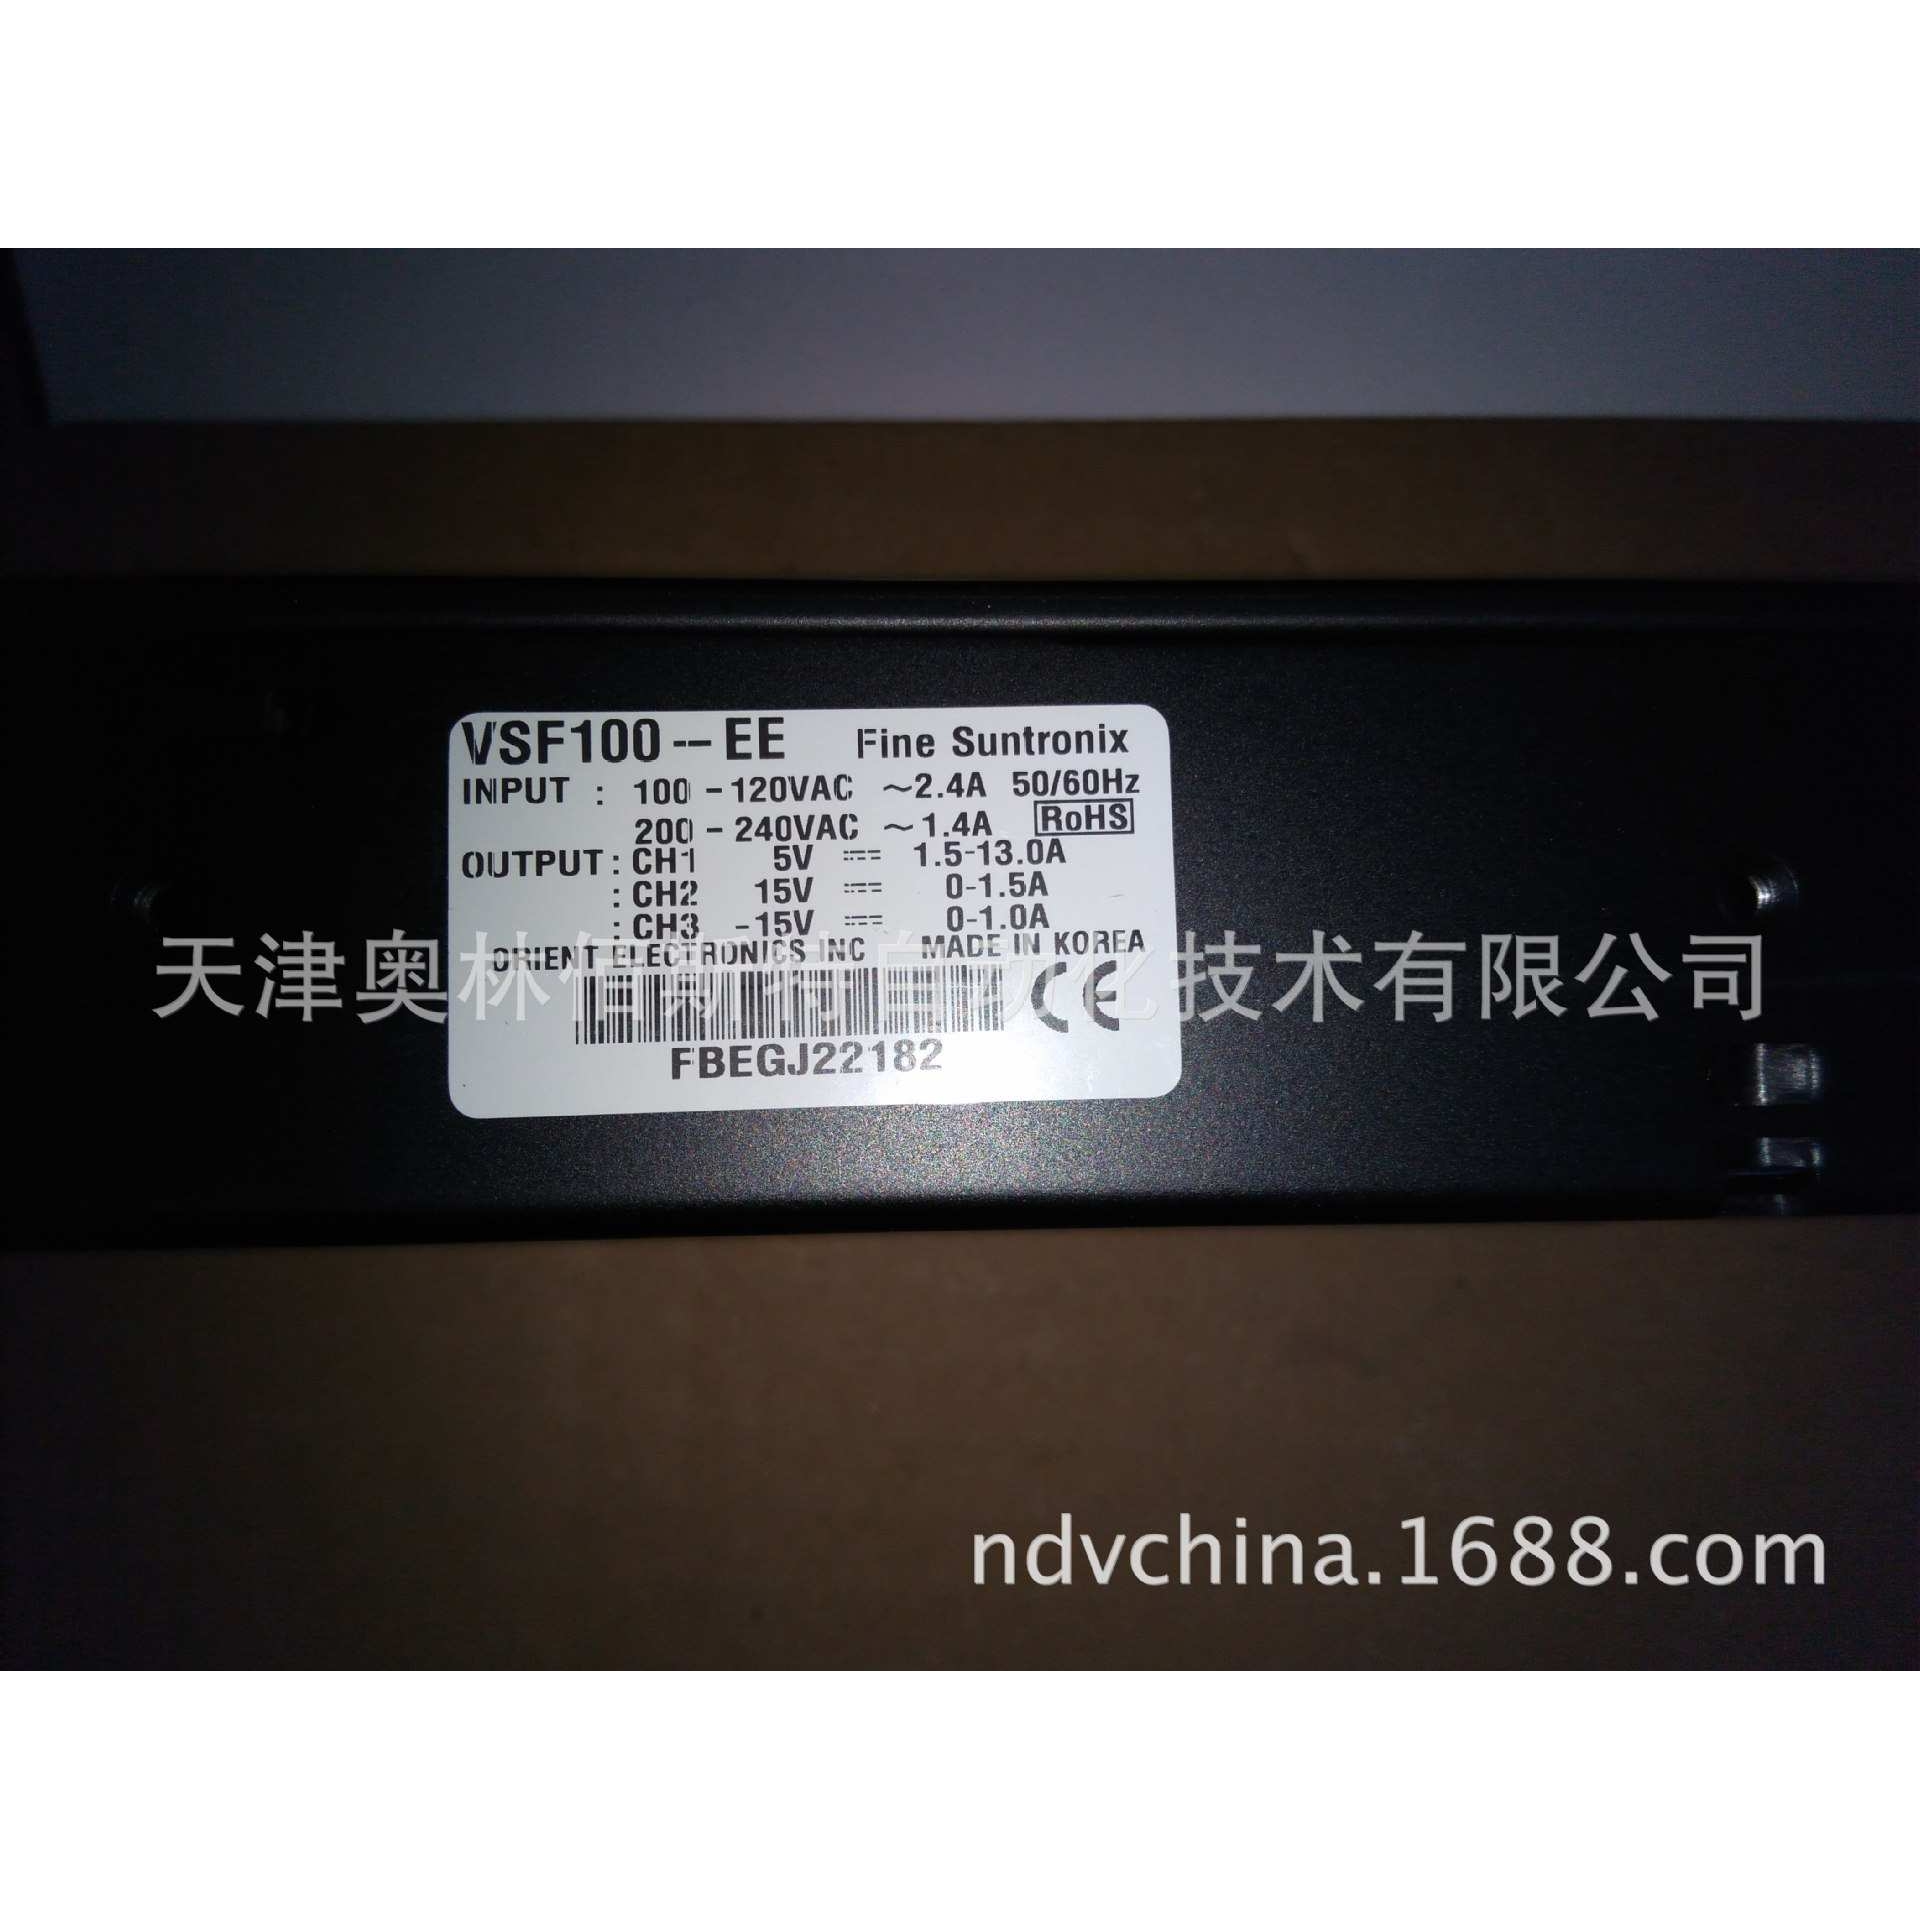 VSF100--EE Fine Suntronix
INPUT : 100 - 120VAC ~2.4A 50/60Hz
200 - 240VAC ~1.4A RoHS
OUTPUT : CH1 5V ⎓ 1.5-13.0A
: CH2 15V ⎓ 0-1.5A
: CH3 -15V ⎓ 0-1.0A
ORIENT ELECTRONICS INC MADE IN KOREA
天津奥林佰斯特自动化技术有限公司
CE
FBEGJ22182
ndvchina.1688.com